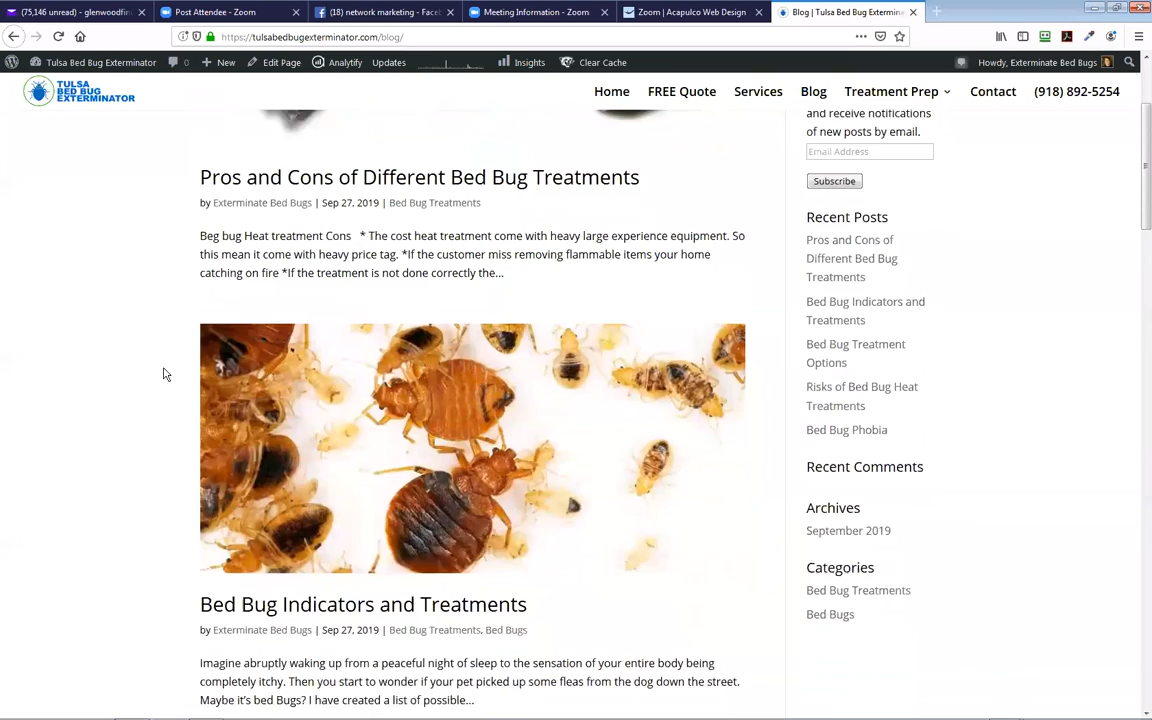 (75,146 unread) - glenwoodfin
Post Attendee - Zoom
(18) network marketing - Face
Meeting Information - Zoom
Zoom | Acapulco Web Design
Blog | Tulsa Bed Bug Extermin
https://tulsabedbugexterminator.com/blog/
Tulsa Bed Bug Exterminator
0
New
Edit Page
Analytify
Updates
Insights
Clear Cache
Howdy, Exterminate Bed Bugs
TULSA
BED BUG
EXTERMINATOR
Home
FREE Quote
Services
Blog
Treatment Prep
Contact
(918) 892-5254
Pros and Cons of Different Bed Bug Treatments
by Exterminate Bed Bugs | Sep 27, 2019 | Bed Bug Treatments
Beg bug Heat treatment Cons * The cost heat treatment come with heavy large experience equipment. So
this mean it come with heavy price tag. *If the customer miss removing flammable items your home
catching on fire *If the treatment is not done correctly the...
Bed Bug Indicators and Treatments
by Exterminate Bed Bugs | Sep 27, 2019 | Bed Bug Treatments, Bed Bugs
Imagine abruptly waking up from a peaceful night of sleep to the sensation of your entire body being
completely itchy. Then you start to wonder if your pet picked up some fleas from the dog down the street.
Maybe it's bed Bugs? I have created a list of possible...
and receive notifications
of new posts by email.
Email Address
Subscribe
Recent Posts
Pros and Cons of
Different Bed Bug
Treatments
Bed Bug Indicators and
Treatments
Bed Bug Treatment
Options
Risks of Bed Bug Heat
Treatments
Bed Bug Phobia
Recent Comments
Archives
September 2019
Categories
Bed Bug Treatments
Bed Bugs